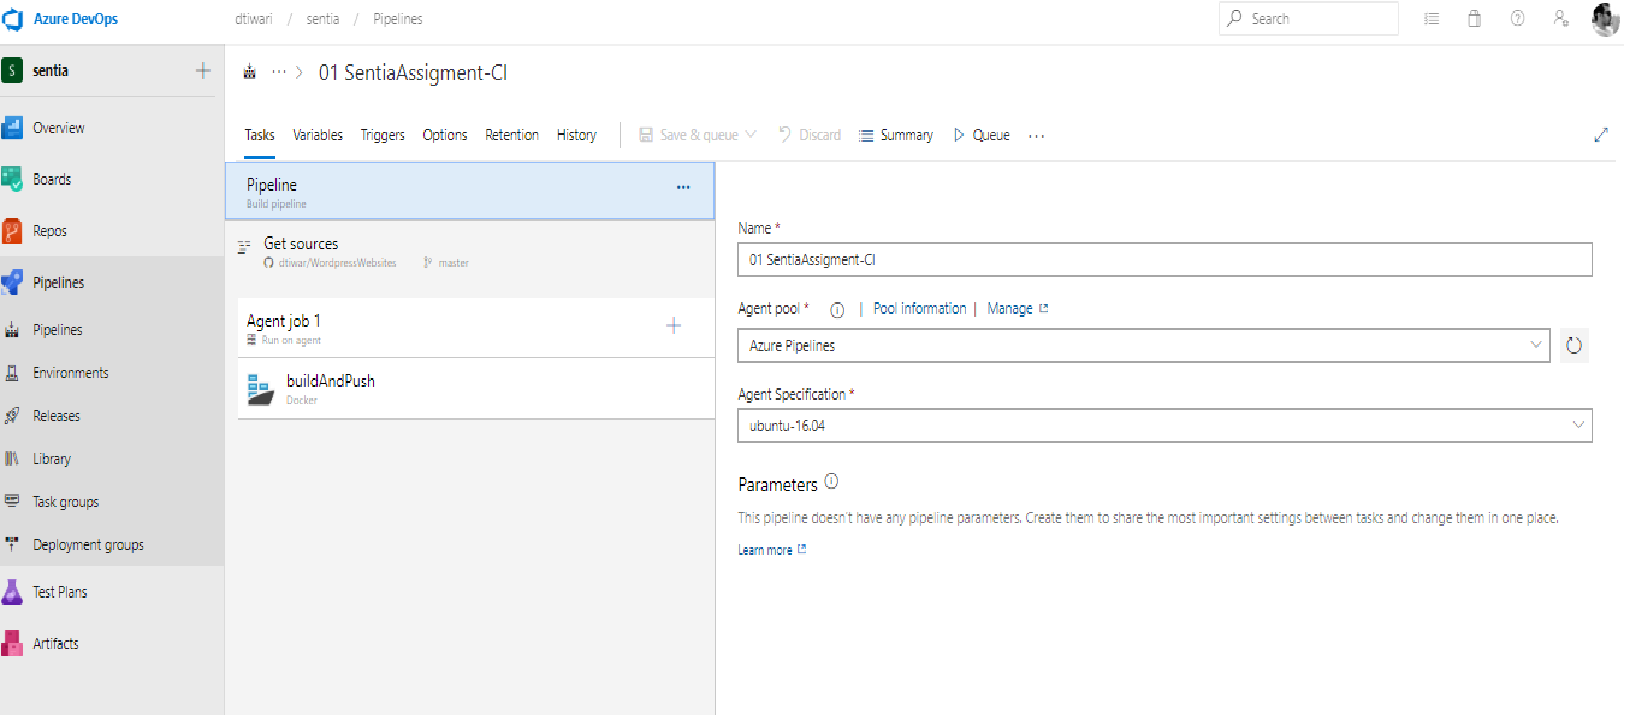 Azure DevOps
dtiwari / sentia / Pipelines
Search
S sentia
Overview
Boards
Repos
Pipelines
Pipelines
Environments
Releases
Library
Task groups
Deployment groups
Test Plans
Artifacts
01 SentiaAssigment-CI
Tasks Variables Triggers Options Retention History Save & queue Discard Summary Queue
Pipeline
Build pipeline
Get sources
dtiwar/WordpressWebsites master
Agent job 1
Run on agent
buildAndPush
Docker
Name *
01 SentiaAssigment-CI
Agent pool * | Pool information | Manage
Azure Pipelines
Agent Specification *
ubuntu-16.04
Parameters
This pipeline doesn't have any pipeline parameters. Create them to share the most important settings between tasks and change them in one place.
Learn more